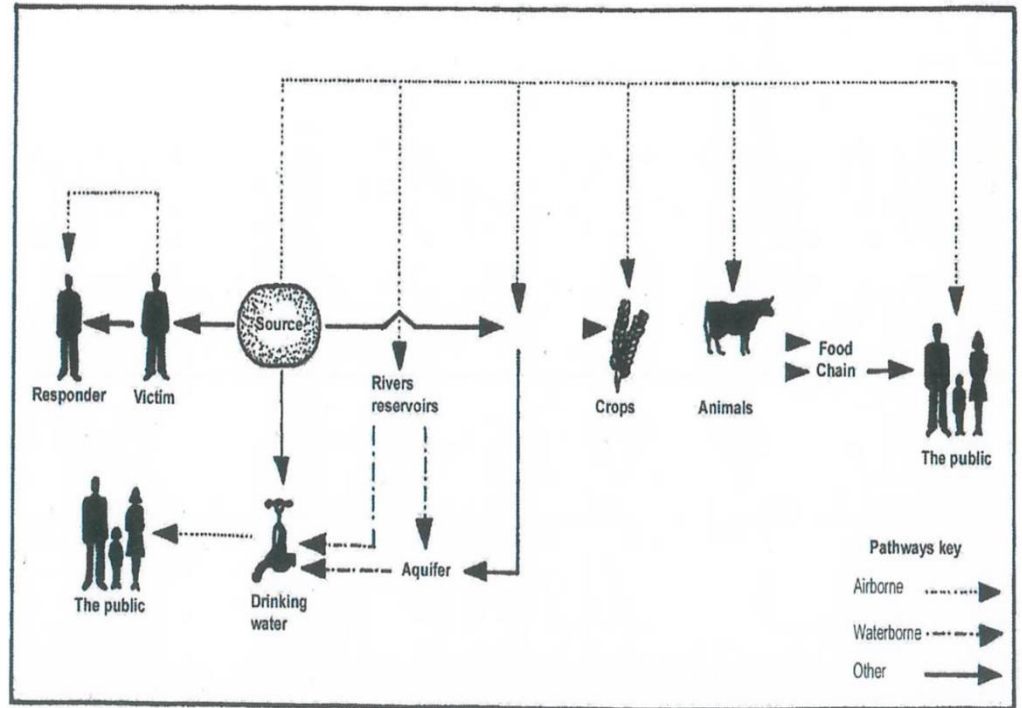 Source
Responder
Victim
Rivers
reservoirs
Crops
Animals
Food
Chain
The public
The public
Drinking
water
Aquifer
Pathways key
Airborne
Waterborne
Other